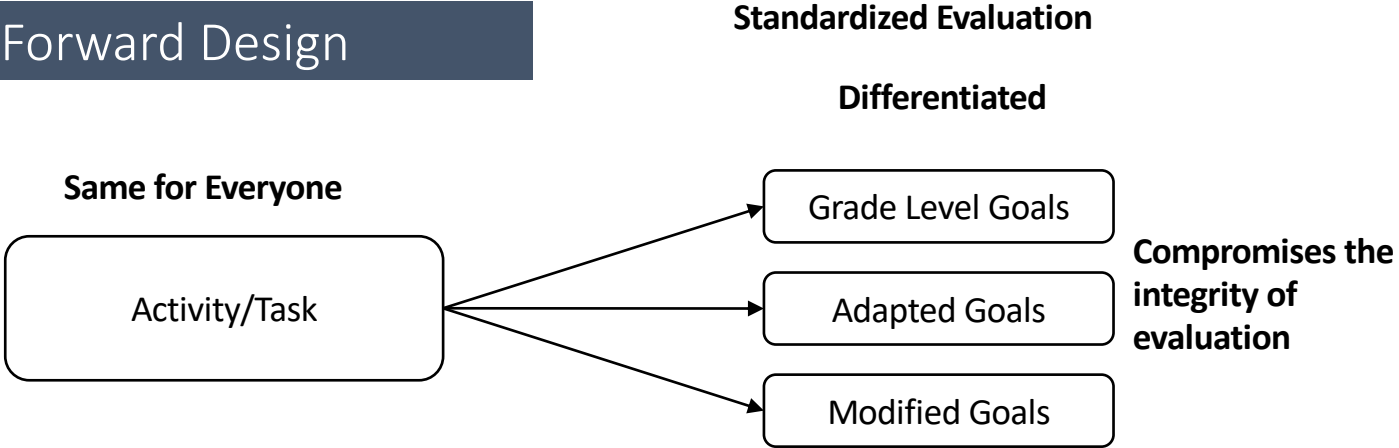 Forward Design
Standardized Evaluation
Differentiated
Same for Everyone
Activity/Task
Grade Level Goals
Adapted Goals
Modified Goals
Compromises the
integrity of
evaluation